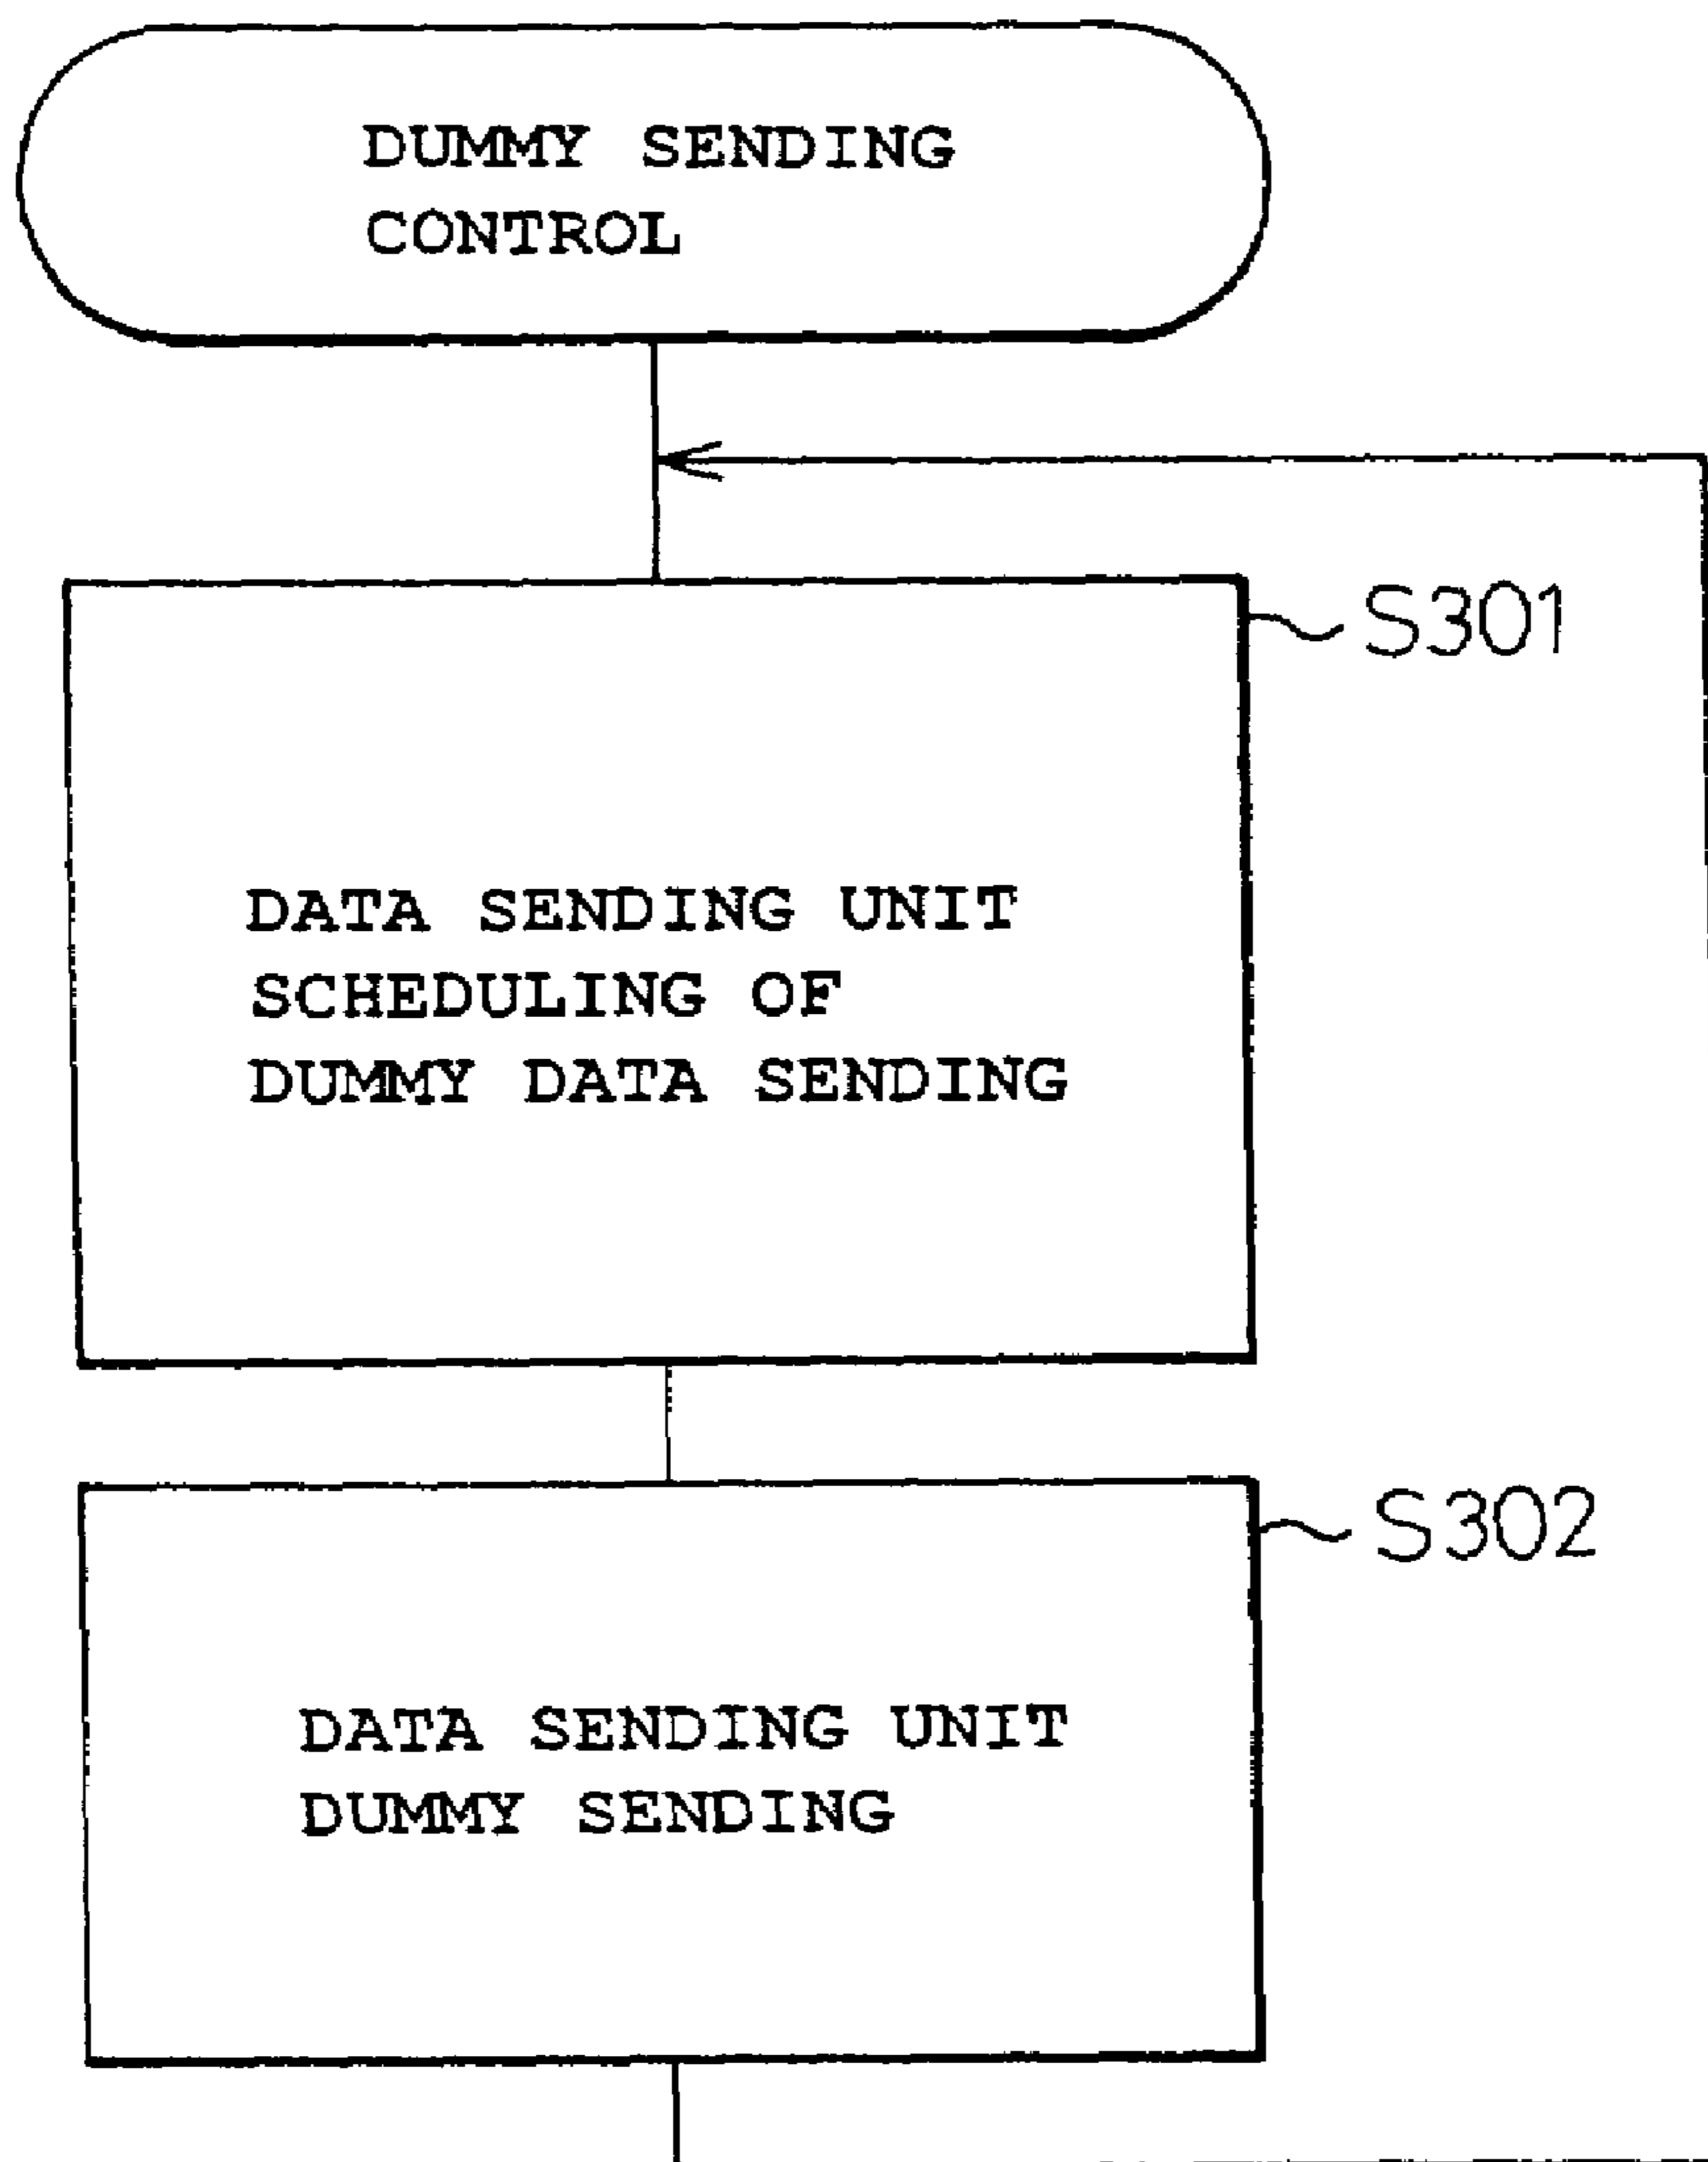 DUMMY SENDING
CONTROL
S301
DATA SENDING UNIT
SCHEDULING OF
DUMMY DATA SENDING
S302
DATA SENDING UNIT
DUMMY SENDING